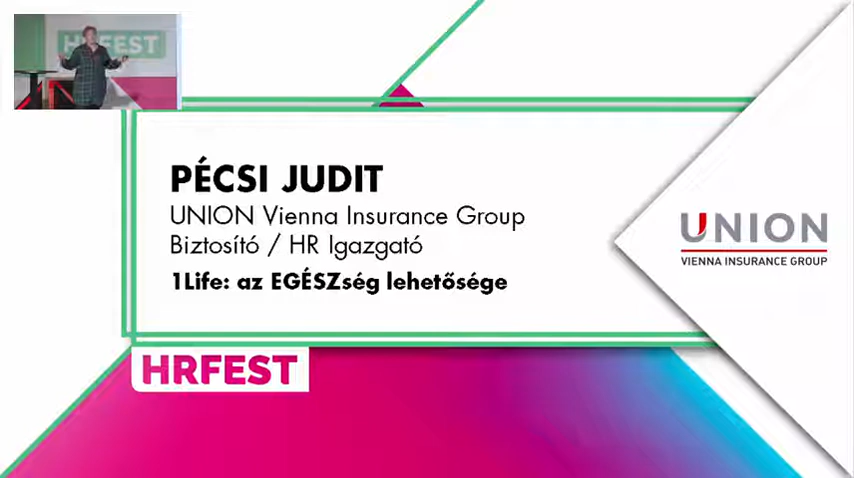 HRFEST
PÉCSI JUDIT
UNION Vienna Insurance Group
Biztosító / HR Igazgató
1Life: az EGÉSZség lehetősége
UNION
VIENNA INSURANCE GROUP
HRFEST